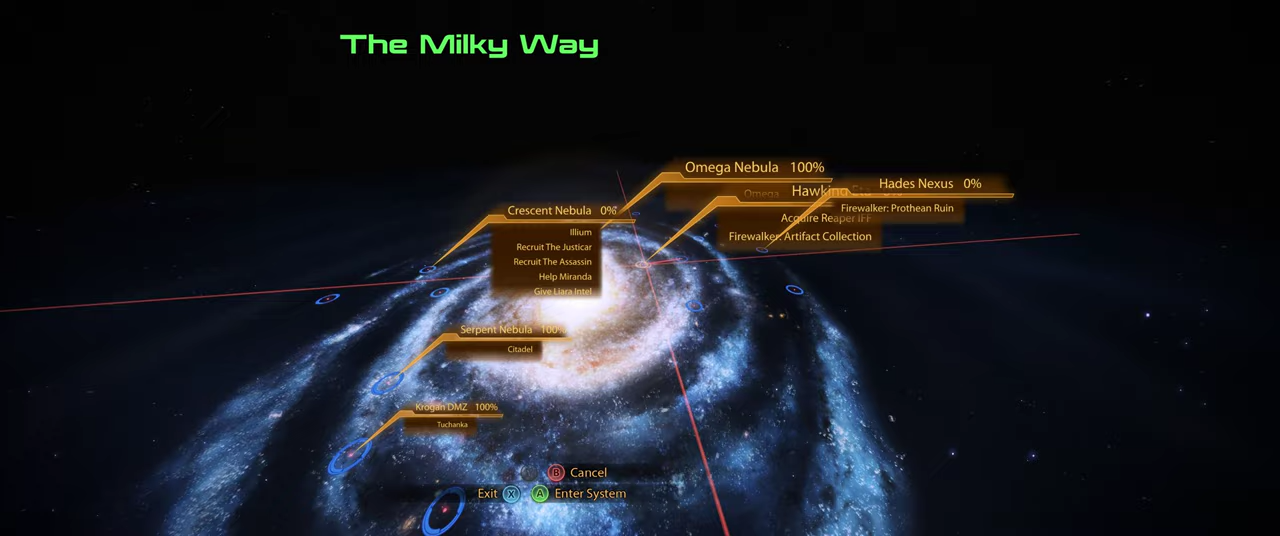 The Milky Way
Omega Nebula 100%
Omega
Hawking Eta
Hades Nexus 0%
Firewalker: Prothean Ruin
Acquire Reaper IFF
Firewalker: Artifact Collection
Crescent Nebula 0%
Illium
Recruit The Justicar
Recruit The Assassin
Help Miranda
Give Liara Intel
Serpent Nebula 100%
Citadel
Krogan DMZ 100%
Tuchanka
B Cancel
Exit X A Enter System